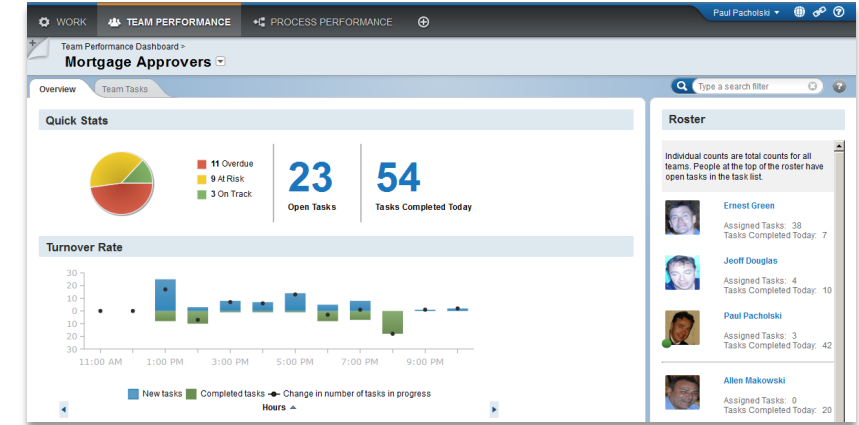 WORK
TEAM PERFORMANCE
PROCESS PERFORMANCE
Paul Pacholski
Team Performance Dashboard >
Mortgage Approvers
Overview
Team Tasks
Type a search filter
Quick Stats
11 Overdue
9 At Risk
3 On Track
23
Open Tasks
54
Tasks Completed Today
Turnover Rate
30
20
10
0
10
20
30
11:00 AM 1:00 PM 3:00 PM 5:00 PM 7:00 PM 9:00 PM
New tasks Completed tasks Change in number of tasks in progress
Hours
Roster
Individual counts are total counts for all
teams. People at the top of the roster have
open tasks in the task list.
Ernest Green
Assigned Tasks: 38
Tasks Completed Today: 7
Jeoff Douglas
Assigned Tasks: 4
Tasks Completed Today: 10
Paul Pacholski
Assigned Tasks: 3
Tasks Completed Today: 42
Allen Makowski
Assigned Tasks: 0
Tasks Completed Today: 20